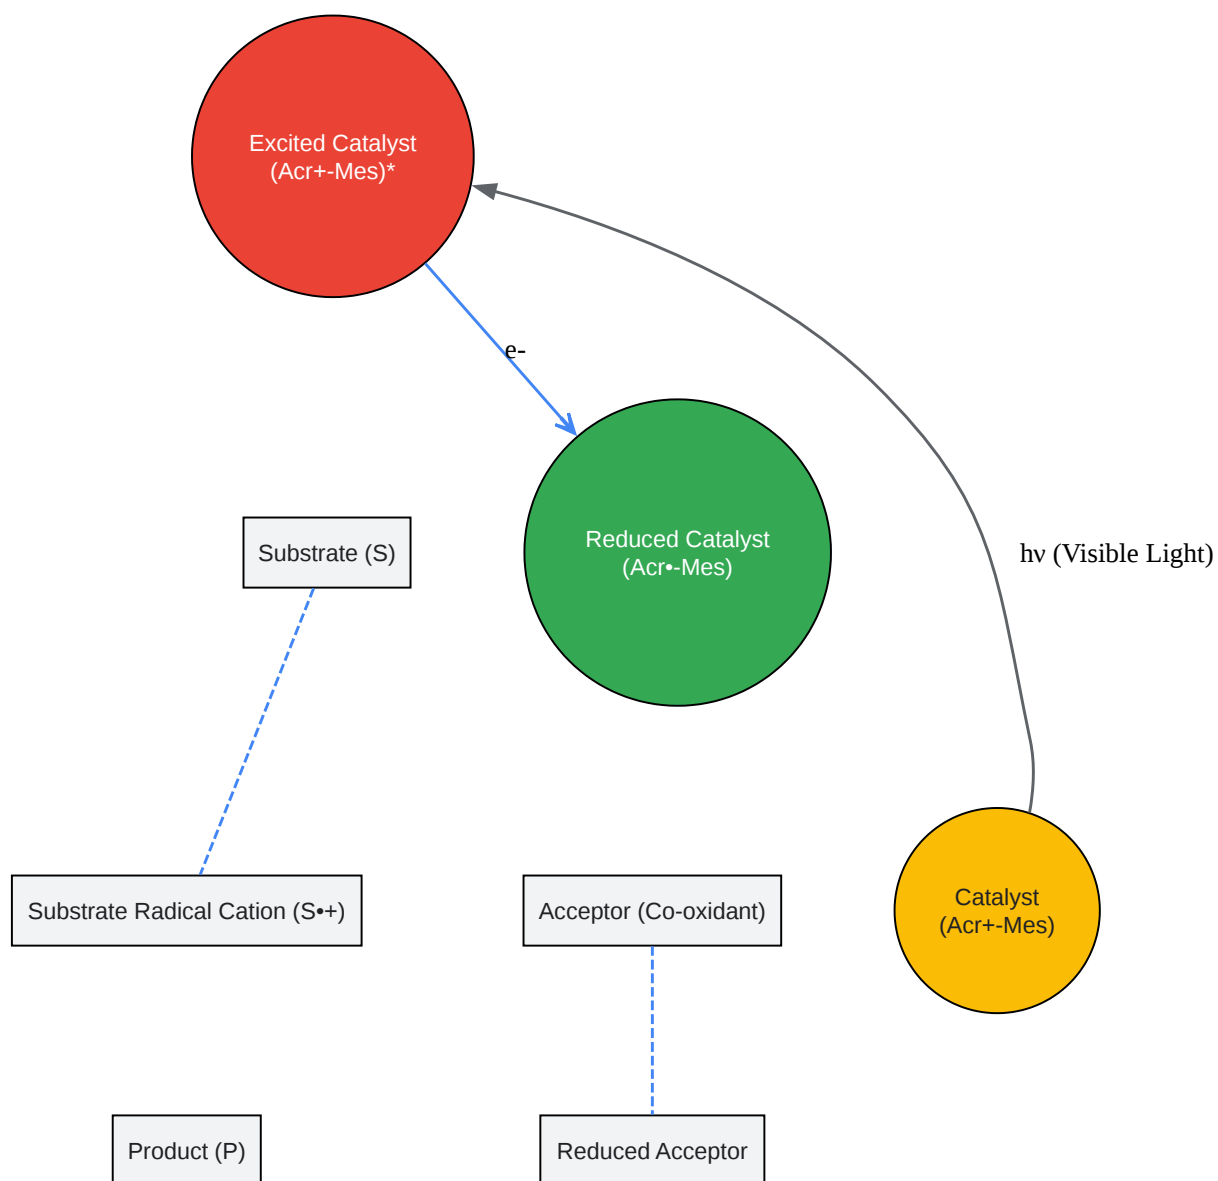 Excited Catalyst
(Acr+-Mes)*
e-
Reduced Catalyst
(Acr•-Mes)
hν (Visible Light)
Substrate (S)
Substrate Radical Cation (S•+)
Acceptor (Co-oxidant)
Catalyst
(Acr+-Mes)
Product (P)
Reduced Acceptor